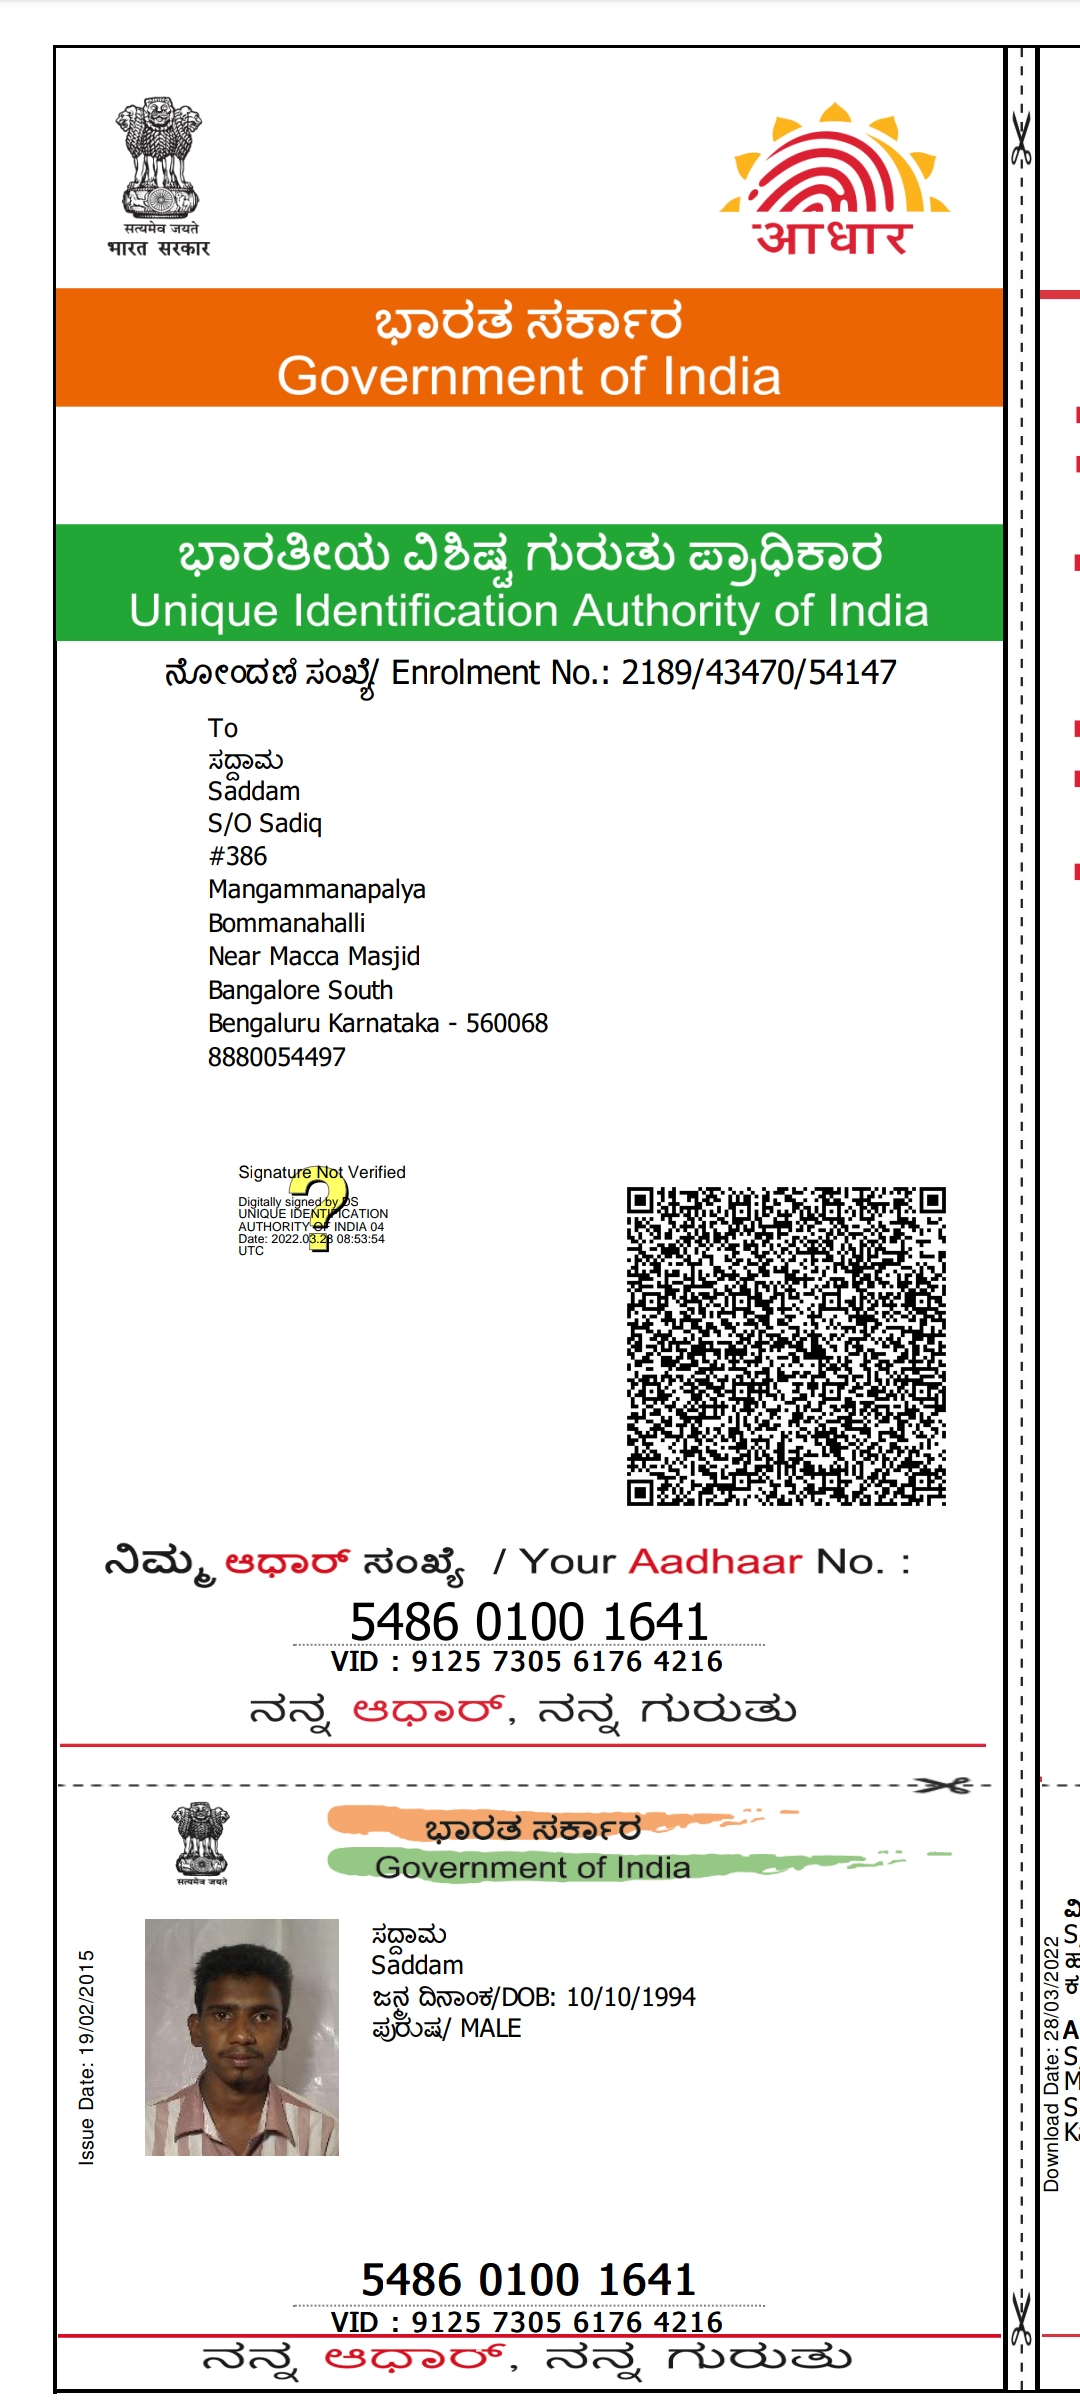 सत्यमेव जयते
भारत सरकार
आधार
ಭಾರತ ಸರ್ಕಾರ
Government of India
ಭಾರತೀಯ ವಿಶಿಷ್ಟ ಗುರುತು ಪ್ರಾಧಿಕಾರ
Unique Identification Authority of India
ನೋಂದಣಿ ಸಂಖ್ಯೆ/ Enrolment No.: 2189/43470/54147
To
ಸದ್ದಾಮ
Saddam
S/O Sadiq
#386
Mangammanapalya
Bommanahalli
Near Macca Masjid
Bangalore South
Bengaluru Karnataka - 560068
8880054497
Signature Not Verified
Digitally signed by DS
UNIQUE IDENTIFICATION
AUTHORITY OF INDIA 04
Date: 2022.03.28 08:53:54
UTC
ನಿಮ್ಮ ಆಧಾರ್ ಸಂಖ್ಯೆ / Your Aadhaar No. :
5486 0100 1641
VID : 9125 7305 6176 4216
ನನ್ನ ಆಧಾರ್, ನನ್ನ ಗುರುತು
सत्यमेव जयते
ಭಾರತ ಸರ್ಕಾರ
Government of India
Issue Date: 19/02/2015
ಸದ್ದಾಮ
Saddam
ಜನ್ಮ ದಿನಾಂಕ/DOB: 10/10/1994
ಪುರುಷ/ MALE
5486 0100 1641
VID : 9125 7305 6176 4216
ನನ್ನ ಆಧಾರ್, ನನ್ನ ಗುರುತು
Download Date: 28/03/2022